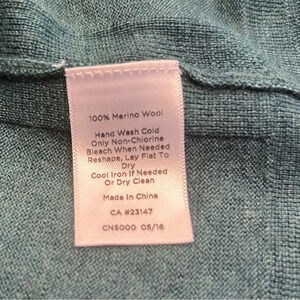 100% Merino Wool
Hand Wash Cold
Only Non-Chlorine
Bleach When Needed
Reshape, Lay Flat To
Dry
Cool Iron If Needed
Or Dry Clean
Made In China
CA #23147
CN5000 05/16